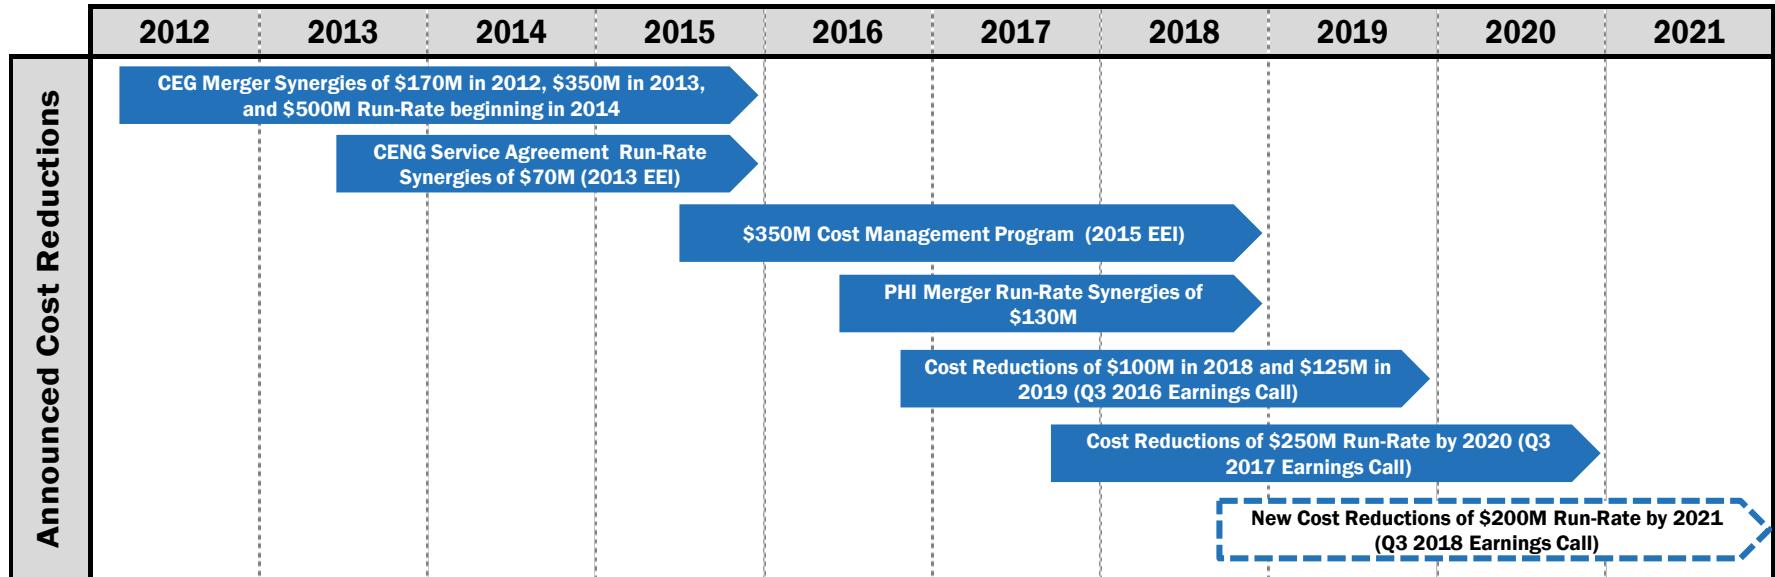 2012 2013 2014 2015 2016 2017 2018 2019 2020 2021
Announced Cost Reductions
CEG Merger Synergies of $170M in 2012, $350M in 2013,
and $500M Run-Rate beginning in 2014
CENG Service Agreement Run-Rate
Synergies of $70M (2013 EEI)
$350M Cost Management Program (2015 EEI)
PHI Merger Run-Rate Synergies of
$130M
Cost Reductions of $100M in 2018 and $125M in
2019 (Q3 2016 Earnings Call)
Cost Reductions of $250M Run-Rate by 2020 (Q3
2017 Earnings Call)
New Cost Reductions of $200M Run-Rate by 2021
(Q3 2018 Earnings Call)